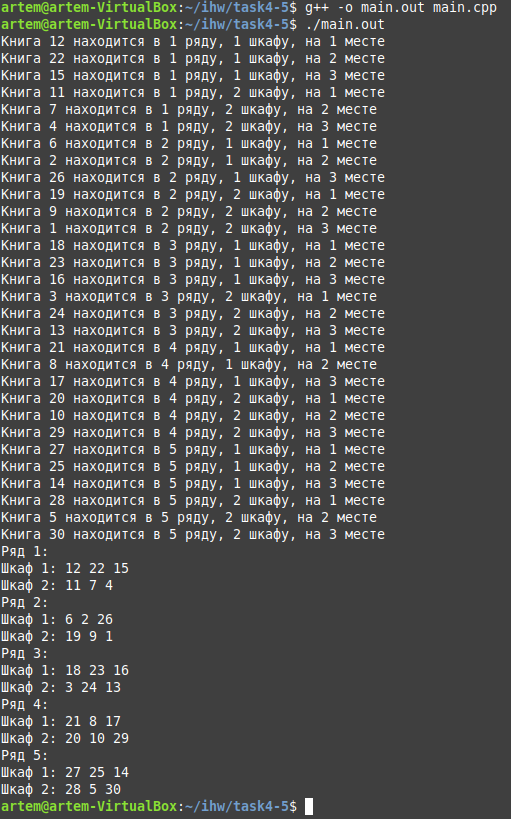 artem@artem-VirtualBox:~/ihw/task4-5$ g++ -o main.out main.cpp
artem@artem-VirtualBox:~/ihw/task4-5$ ./main.out
Книга 12 находится в 1 ряду, 1 шкафу, на 1 месте
Книга 22 находится в 1 ряду, 1 шкафу, на 2 месте
Книга 15 находится в 1 ряду, 1 шкафу, на 3 месте
Книга 11 находится в 1 ряду, 2 шкафу, на 1 месте
Книга 7 находится в 1 ряду, 2 шкафу, на 2 месте
Книга 4 находится в 1 ряду, 2 шкафу, на 3 месте
Книга 6 находится в 2 ряду, 1 шкафу, на 1 месте
Книга 2 находится в 2 ряду, 1 шкафу, на 2 месте
Книга 26 находится в 2 ряду, 1 шкафу, на 3 месте
Книга 19 находится в 2 ряду, 2 шкафу, на 1 месте
Книга 9 находится в 2 ряду, 2 шкафу, на 2 месте
Книга 1 находится в 2 ряду, 2 шкафу, на 3 месте
Книга 18 находится в 3 ряду, 1 шкафу, на 1 месте
Книга 23 находится в 3 ряду, 1 шкафу, на 2 месте
Книга 16 находится в 3 ряду, 1 шкафу, на 3 месте
Книга 3 находится в 3 ряду, 2 шкафу, на 1 месте
Книга 24 находится в 3 ряду, 2 шкафу, на 2 месте
Книга 13 находится в 3 ряду, 2 шкафу, на 3 месте
Книга 21 находится в 4 ряду, 1 шкафу, на 1 месте
Книга 8 находится в 4 ряду, 1 шкафу, на 2 месте
Книга 17 находится в 4 ряду, 1 шкафу, на 3 месте
Книга 20 находится в 4 ряду, 2 шкафу, на 1 месте
Книга 10 находится в 4 ряду, 2 шкафу, на 2 месте
Книга 29 находится в 4 ряду, 2 шкафу, на 3 месте
Книга 27 находится в 5 ряду, 1 шкафу, на 1 месте
Книга 25 находится в 5 ряду, 1 шкафу, на 2 месте
Книга 14 находится в 5 ряду, 1 шкафу, на 3 месте
Книга 28 находится в 5 ряду, 2 шкафу, на 1 месте
Книга 5 находится в 5 ряду, 2 шкафу, на 2 месте
Книга 30 находится в 5 ряду, 2 шкафу, на 3 месте
Ряд 1:
Шкаф 1: 12 22 15
Шкаф 2: 11 7 4
Ряд 2:
Шкаф 1: 6 2 26
Шкаф 2: 19 9 1
Ряд 3:
Шкаф 1: 18 23 16
Шкаф 2: 3 24 13
Ряд 4:
Шкаф 1: 21 8 17
Шкаф 2: 20 10 29
Ряд 5:
Шкаф 1: 27 25 14
Шкаф 2: 28 5 30
artem@artem-VirtualBox:~/ihw/task4-5$